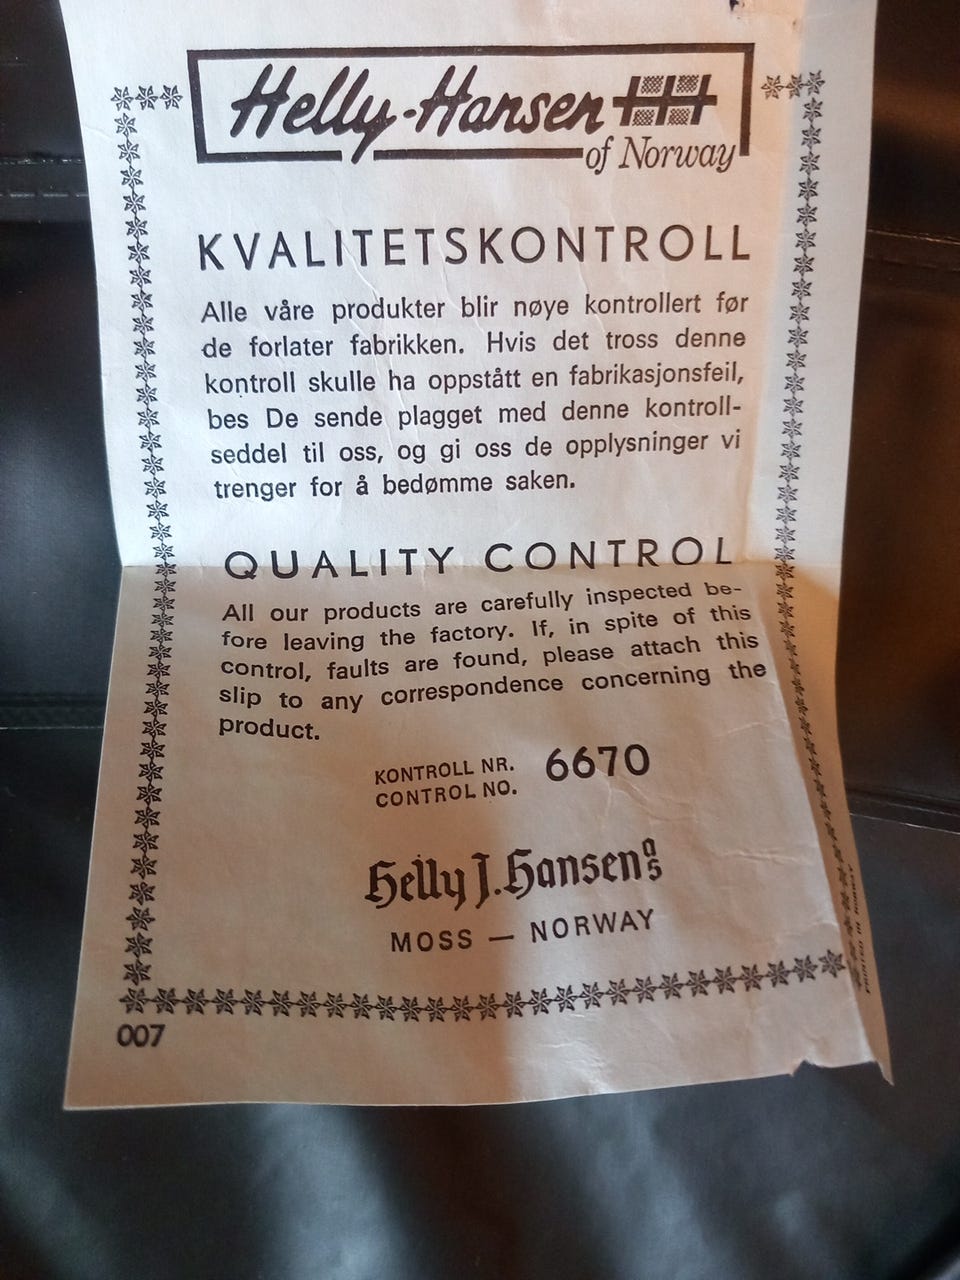 Helly-Hansen
of Norway
KVALITETSKONTROLL
Alle våre produkter blir nøye kontrollert før
de forlater fabrikken. Hvis det tross denne
kontroll skulle ha oppstått en fabrikasjonsfeil,
bes De sende plagget med denne kontroll-
seddel til oss, og gi oss de opplysninger vi
trenger for å bedømme saken.
QUALITY CONTROL
All our products are carefully inspected be-
fore leaving the factory. If, in spite of this
control, faults are found, please attach this
slip to any correspondence concerning the
product.
KONTROLL NR.
CONTROL NO.
6670
Helly J. Hansen as
MOSS — NORWAY
007
PRINTED IN NORWAY